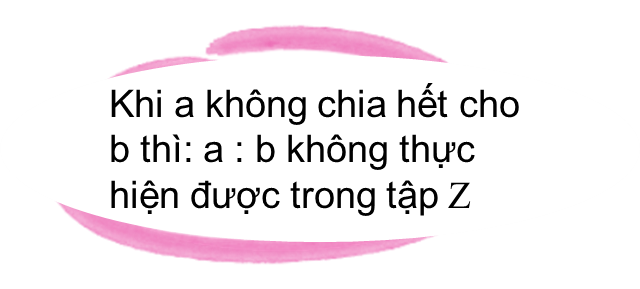 Khi a không chia hết cho
b thì: a : b không thực
hiện được trong tập Z